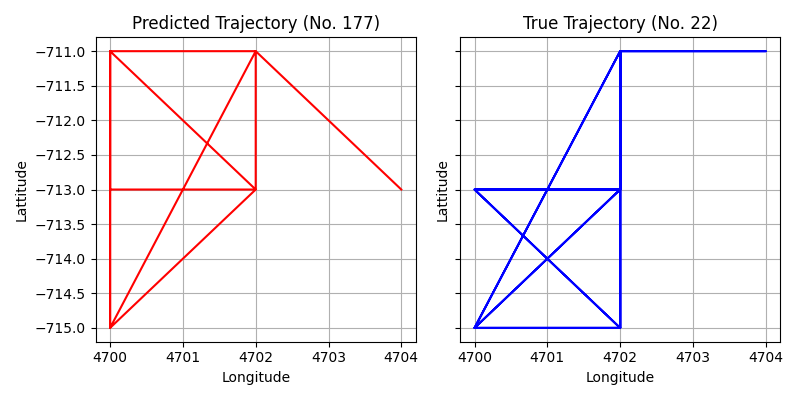 Predicted Trajectory (No. 177)
True Trajectory (No. 22)
−711.0
−711.5
−712.0
−712.5
−713.0
−713.5
−714.0
−714.5
−715.0
Lattitude
Lattitude
4700 4701 4702 4703 4704
4700 4701 4702 4703 4704
Longitude
Longitude